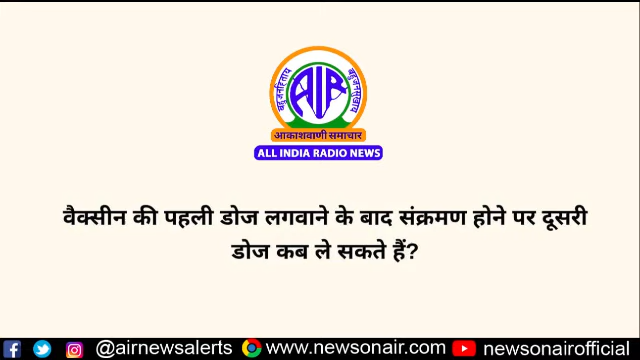 बहुजनहिताय
बहुजनसुखाय
AIR
आकाशवाणी समाचार
ALL INDIA RADIO NEWS
वैक्सीन की पहली डोज लगवाने के बाद संक्रमण होने पर दूसरी
डोज कब ले सकते हैं?
@airnewsalerts www.newsonair.com newsonairofficial